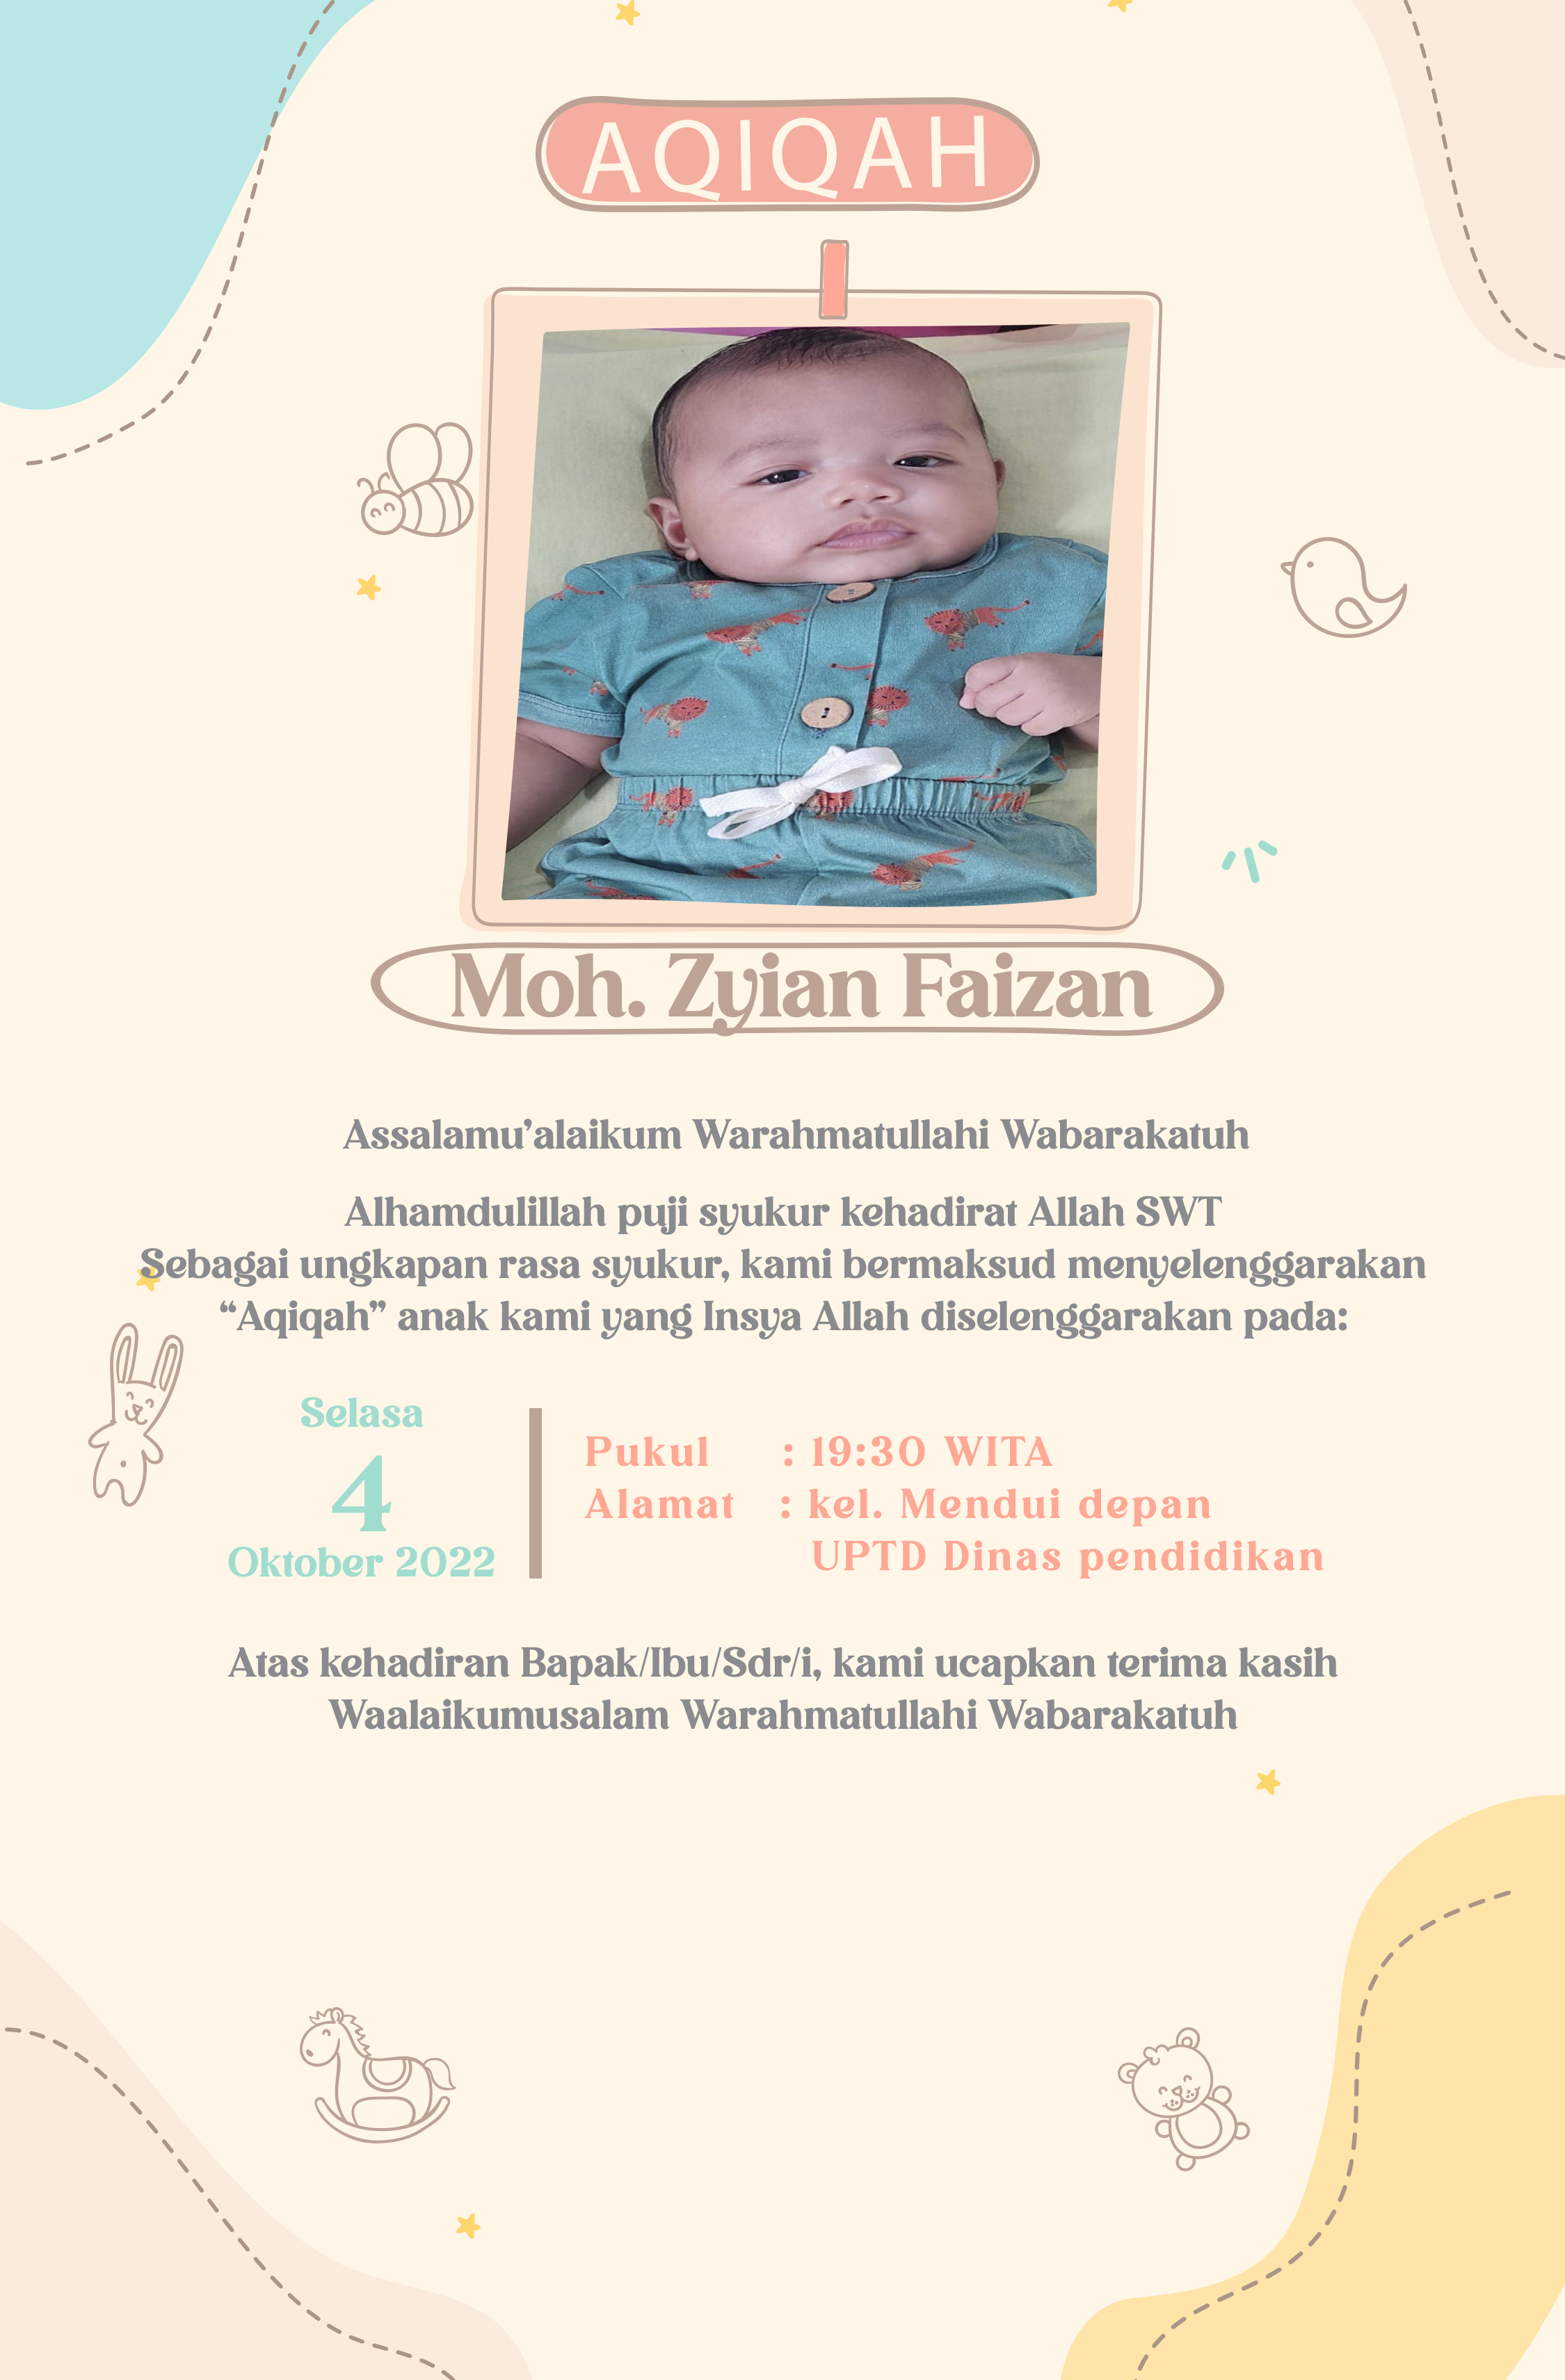 AQIQAH
Moh. Zyian Faizan
Assalamu’alaikum Warahmatullahi Wabarakatuh
Alhamdulillah puji syukur kehadirat Allah SWT
Sebagai ungkapan rasa syukur, kami bermaksud menyelenggarakan
“Aqiqah” anak kami yang Insya Allah diselenggarakan pada:
Selasa
4
Oktober 2022
Pukul : 19:30 WITA
Alamat : kel. Mendui depan
UPTD Dinas pendidikan
Atas kehadiran Bapak/Ibu/Sdr/i, kami ucapkan terima kasih
Waalaikumusalam Warahmatullahi Wabarakatuh